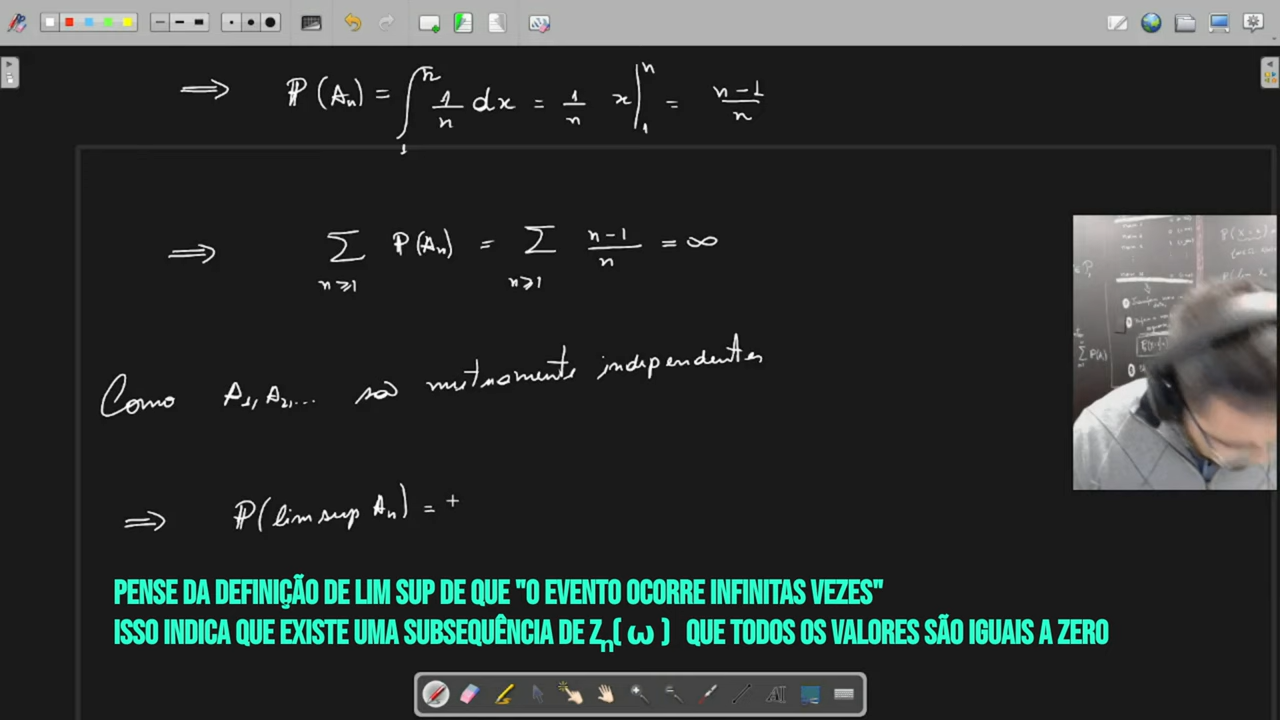 ⟹ ℙ(Aₙ) = ∫₁ⁿ 1/n dx = 1/n x |₁ⁿ = n-1/n
⟹ ∑ n≥1 ℙ(Aₙ) = ∑ n≥1 n-1/n = ∞
Como A₁, A₂, ... são mutuamente independentes
⟹ ℙ(lim sup Aₙ) =
PENSE DA DEFINIÇÃO DE LIM SUP DE QUE "O EVENTO OCORRE INFINITAS VEZES"
ISSO INDICA QUE EXISTE UMA SUBSEQUÊNCIA DE Zₙ(ω) QUE TODOS OS VALORES SÃO IGUAIS A ZERO